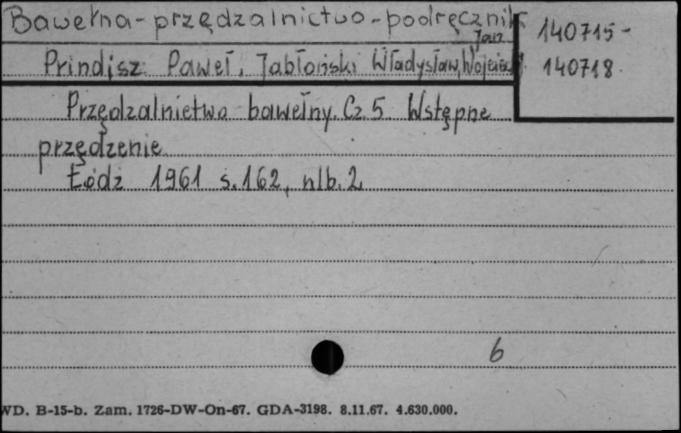 Bawełna-przędzalnictwo-podręcznik
140715-
Jan
Prindisz Paweł, Jabłoński Władysław, Wojciech
140718
Przędzalnictwo bawełny. Cz. 5. Wstępne
przędzenie
Łódź 1961 s. 162, nlb. 2
6
WD. B-15-b. Zam. 1726-DW-On-67. GDA-3198. 8.11.67. 4.630.000.